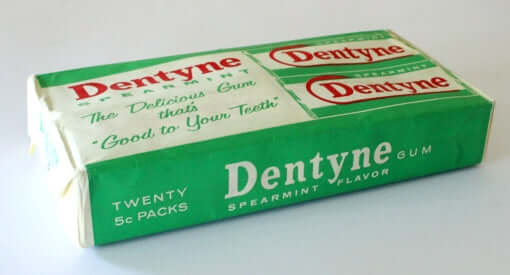 Dentyne
SPEARMINT
The Delicious Gum
that's
"Good to Your Teeth"
SPEARMINT
Dentyne
SPEARMINT
Dentyne
TWENTY
5c PACKS
Dentyne GUM
SPEARMINT FLAVOR